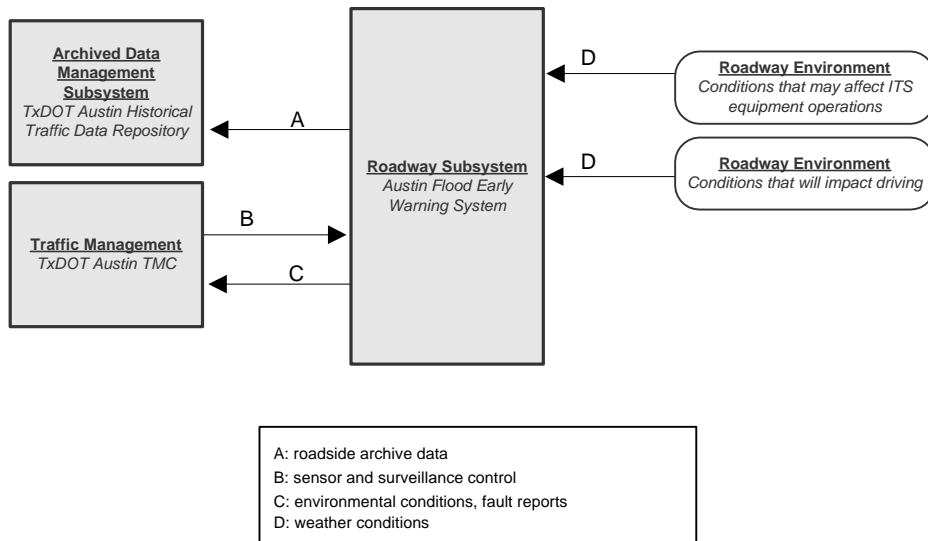 Archived Data
Management
Subsystem
TxDOT Austin Historical
Traffic Data Repository
A
Roadway Subsystem
Austin Flood Early
Warning System
D
Roadway Environment
Conditions that may affect ITS
equipment operations
D
Roadway Environment
Conditions that will impact driving
Traffic Management
TxDOT Austin TMC
B
C
A: roadside archive data
B: sensor and surveillance control
C: environmental conditions, fault reports
D: weather conditions